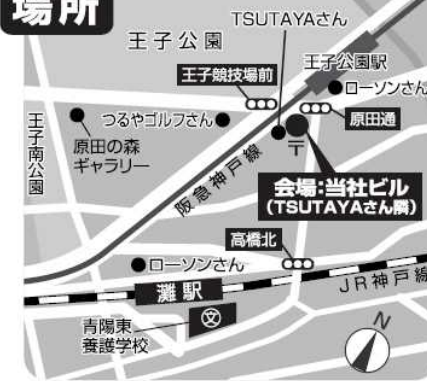 場所
TSUTAYAさん
王子公園
王子公園駅
王子競技場前
ローソンさん
つるやゴルフさん
原田通
王子南公園
原田の森
ギャラリー
〒
阪急神戸線
会場:当社ビル
(TSUTAYAさん隣)
高橋北
ローソンさん
JR神戸線
灘駅
文
青陽東
養護学校
N